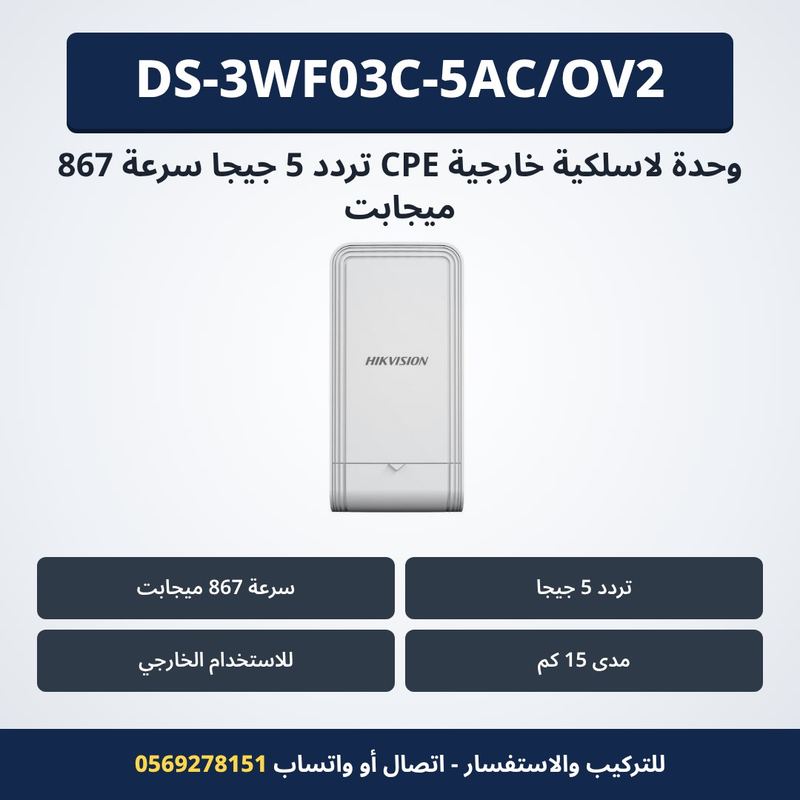 DS-3WF03C-5AC/OV2
وحدة لاسلكية خارجية CPE تردد 5 جيجا سرعة 867
ميجابت
HIKVISION
تردد 5 جيجا
سرعة 867 ميجابت
مدى 15 كم
للاستخدام الخارجي
للتركيب والاستفسار - اتصال أو واتساب 0569278151